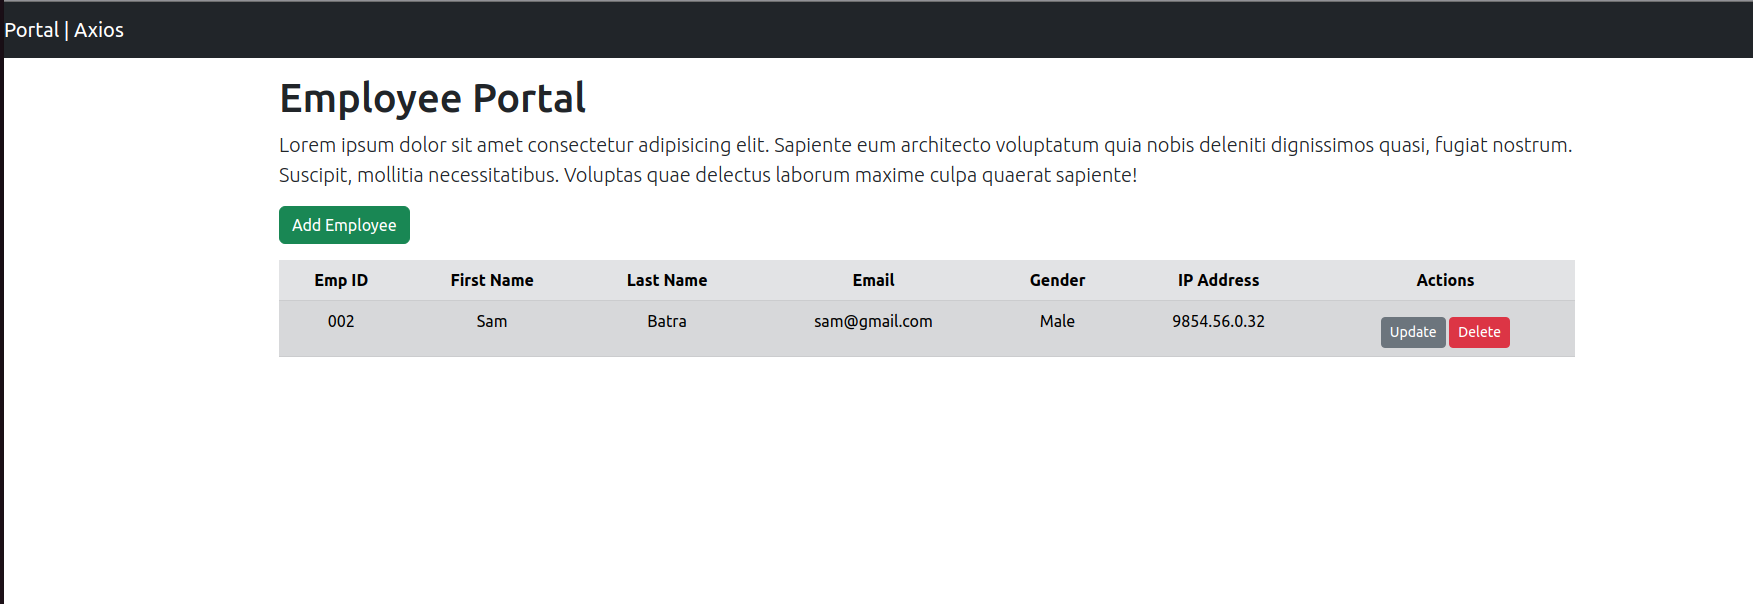 Portal | Axios
Employee Portal
Lorem ipsum dolor sit amet consectetur adipisicing elit. Sapiente eum architecto voluptatum quia nobis deleniti dignissimos quasi, fugiat nostrum.
Suscipit, mollitia necessitatibus. Voluptas quae delectus laborum maxime culpa quaerat sapiente!
Add Employee
Emp ID First Name Last Name Email Gender IP Address Actions
002 Sam Batra sam@gmail.com Male 9854.56.0.32 Update Delete